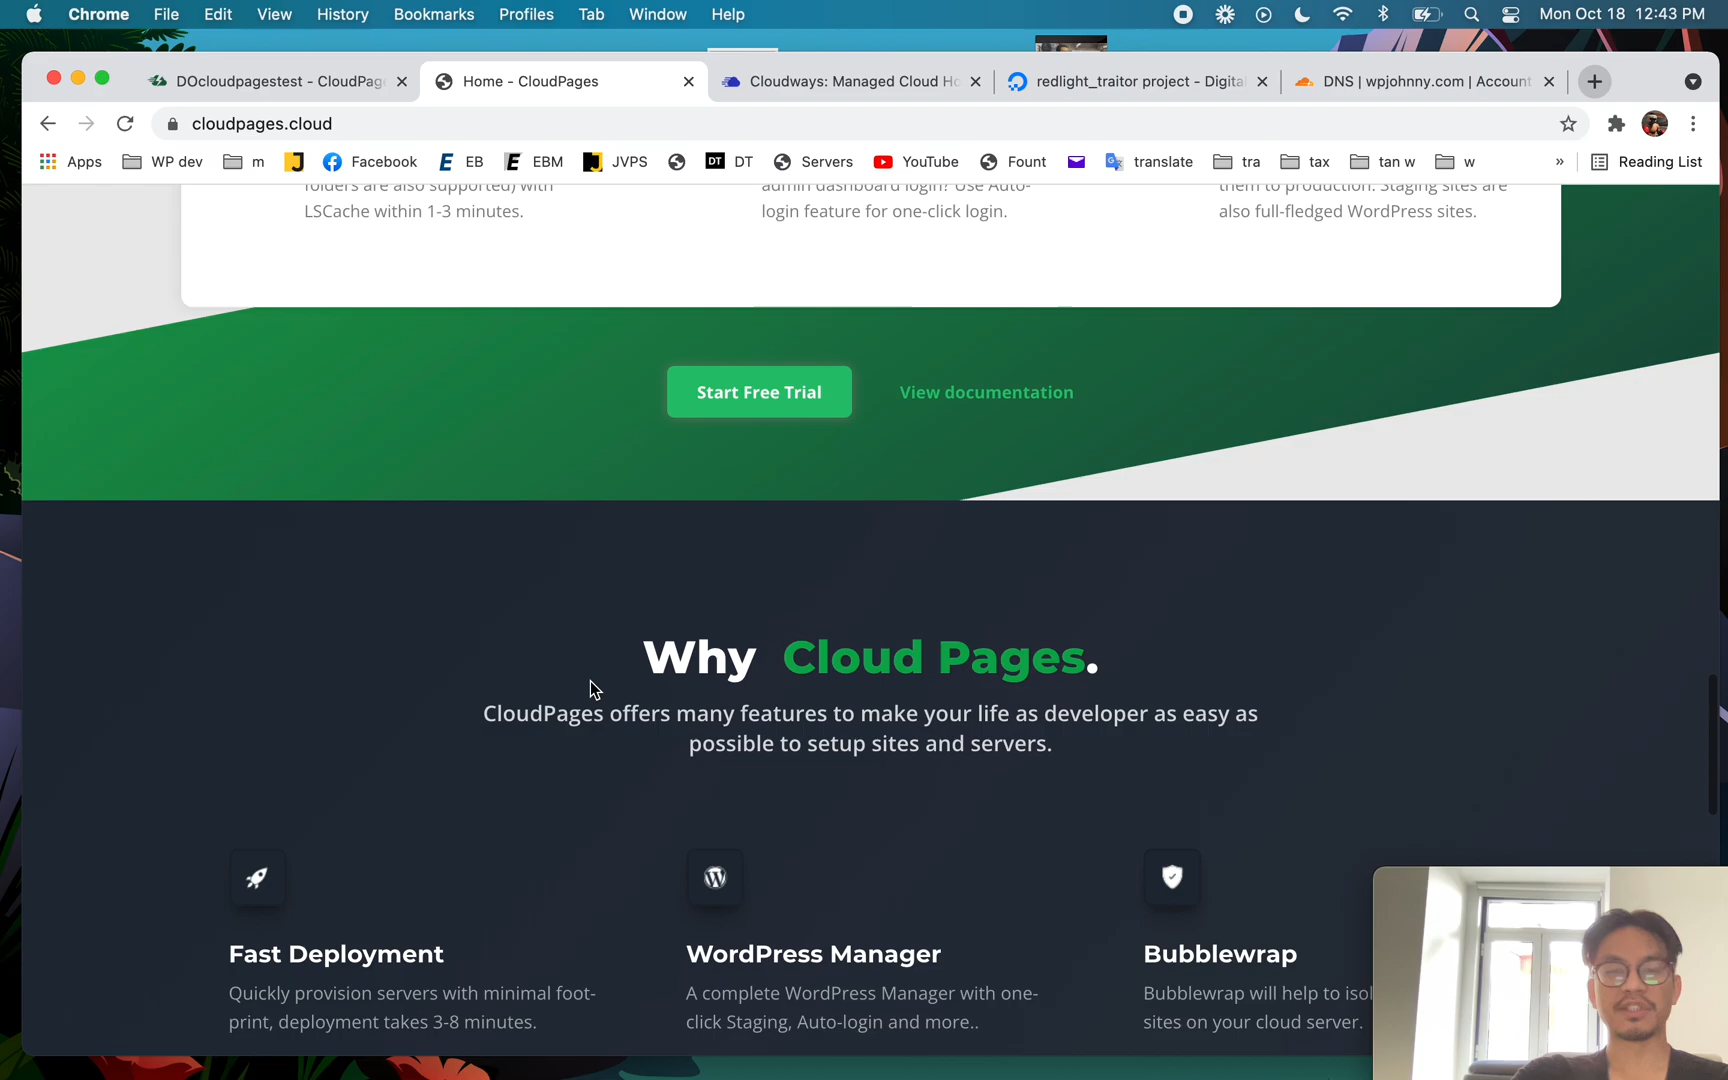 Chrome File Edit View History Bookmarks Profiles Tab Window Help Mon Oct 18 12:43 PM
DOcloudpagestest - CloudPage Home - CloudPages Cloudways: Managed Cloud Ho redlight_traitor project - Digital DNS | wpjohnny.com | Account
cloudpages.cloud
Apps WP dev m Facebook EB EBM JVPS DT DT Servers YouTube Fount translate tra tax tan w w » Reading List
folders are also supported) with
LSCache within 1-3 minutes.
admin dashboard login? Use Auto-
login feature for one-click login.
them to production. Staging sites are
also full-fledged WordPress sites.
Start Free Trial View documentation
Why Cloud Pages.
CloudPages offers many features to make your life as developer as easy as
possible to setup sites and servers.
Fast Deployment
Quickly provision servers with minimal foot-
print, deployment takes 3-8 minutes.
WordPress Manager
A complete WordPress Manager with one-
click Staging, Auto-login and more..
Bubblewrap
Bubblewrap will help to isol
sites on your cloud server.